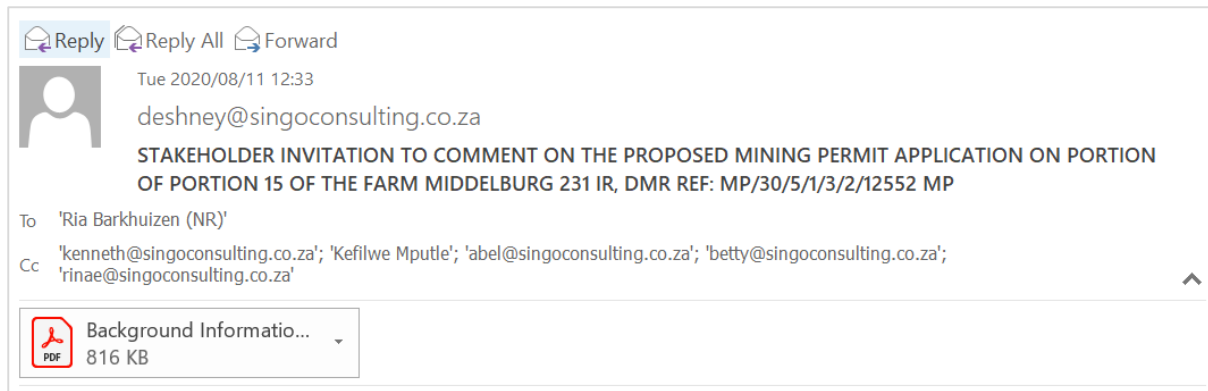 Reply Reply All Forward
Tue 2020/08/11 12:33
deshney@singoconsulting.co.za
STAKEHOLDER INVITATION TO COMMENT ON THE PROPOSED MINING PERMIT APPLICATION ON PORTION
OF PORTION 15 OF THE FARM MIDDELBURG 231 IR, DMR REF: MP/30/5/1/3/2/12552 MP
To 'Ria Barkhuizen (NR)'
Cc 'kenneth@singoconsulting.co.za'; 'Kefilwe Mputle'; 'abel@singoconsulting.co.za'; 'betty@singoconsulting.co.za';
'rinae@singoconsulting.co.za'
PDF
Background Informatio...
816 KB